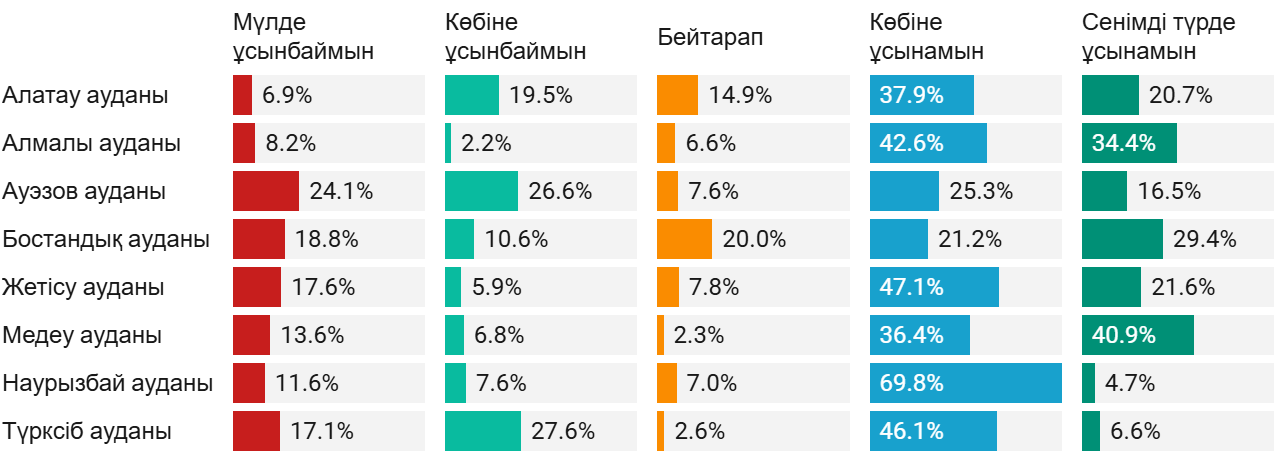 Мүлде
ұсынбаймын
Көбіне
ұсынбаймын
Бейтарап
Көбіне
ұсынамын
Сенімді түрде
ұсынамын
Алатау ауданы 6.9% 19.5% 14.9% 37.9% 20.7%
Алмалы ауданы 8.2% 2.2% 6.6% 42.6% 34.4%
Ауэзов ауданы 24.1% 26.6% 7.6% 25.3% 16.5%
Бостандық ауданы 18.8% 10.6% 20.0% 21.2% 29.4%
Жетісу ауданы 17.6% 5.9% 7.8% 47.1% 21.6%
Медеу ауданы 13.6% 6.8% 2.3% 36.4% 40.9%
Наурызбай ауданы 11.6% 7.6% 7.0% 69.8% 4.7%
Түрксіб ауданы 17.1% 27.6% 2.6% 46.1% 6.6%